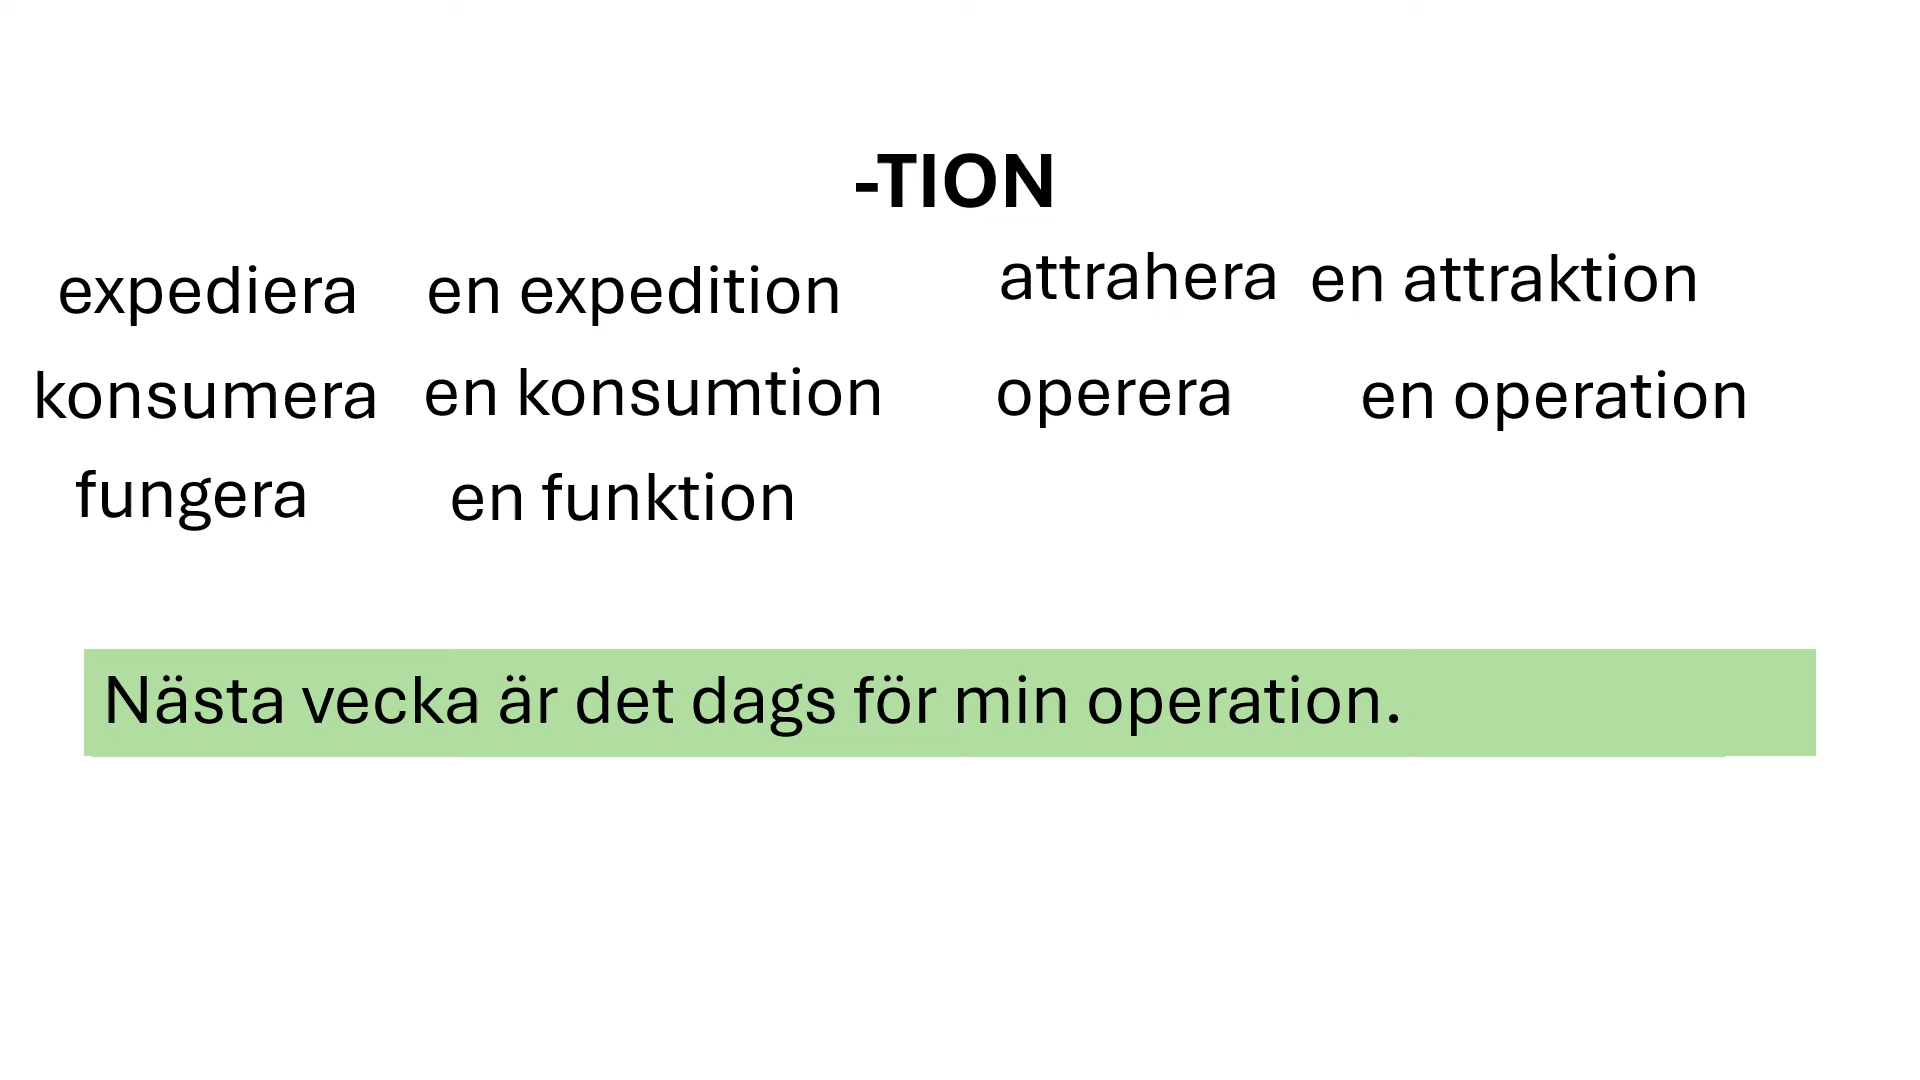 -TION
expediera en expedition attrahera en attraktion
konsumera en konsumtion operera en operation
fungera en funktion
Nästa vecka är det dags för min operation.